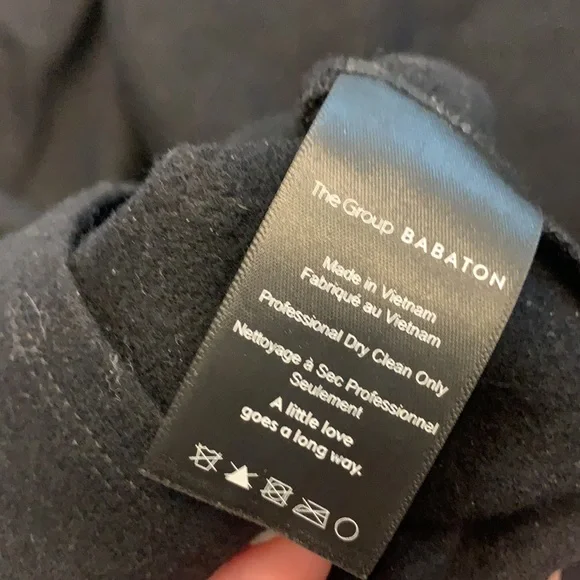 The Group BABATON
Made in Vietnam
Fabriqué au Vietnam
Professional Dry Clean Only
Nettoyage à Sec Professionnal
Seulement
A little love
goes a long way.